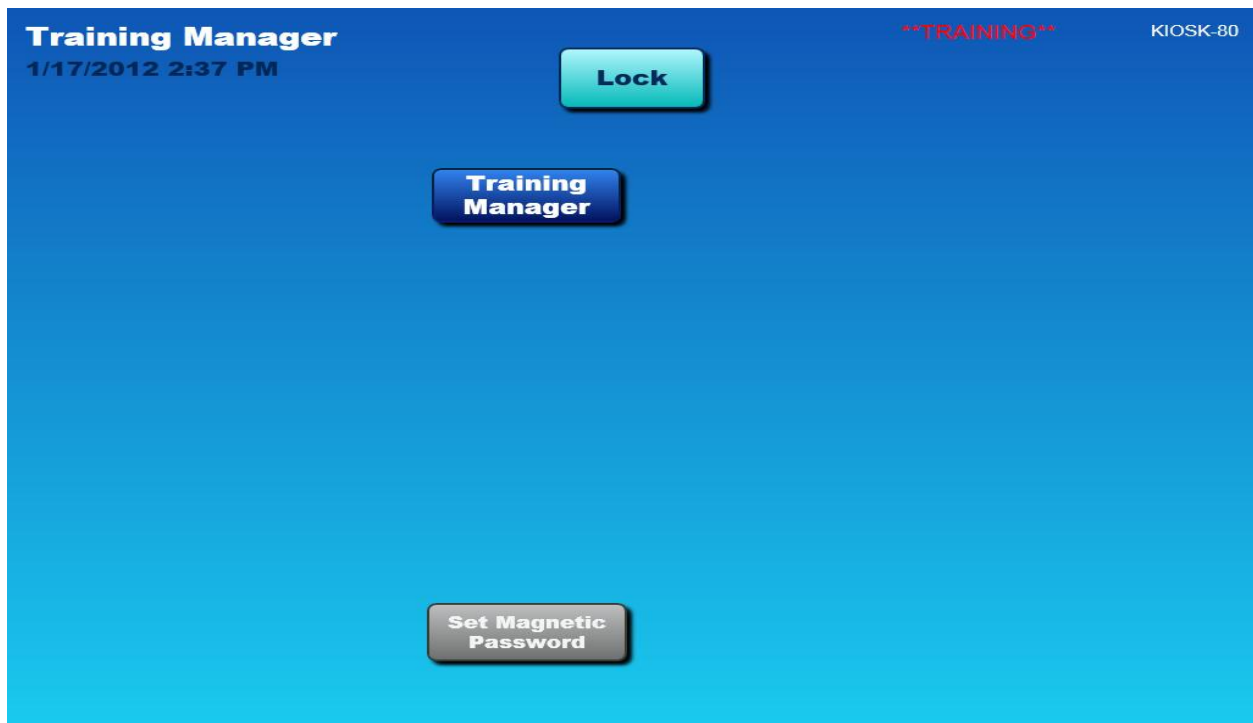 Training Manager
**TRAINING**
KIOSK-80
1/17/2012 2:37 PM
Lock
Training
Manager
Set Magnetic
Password